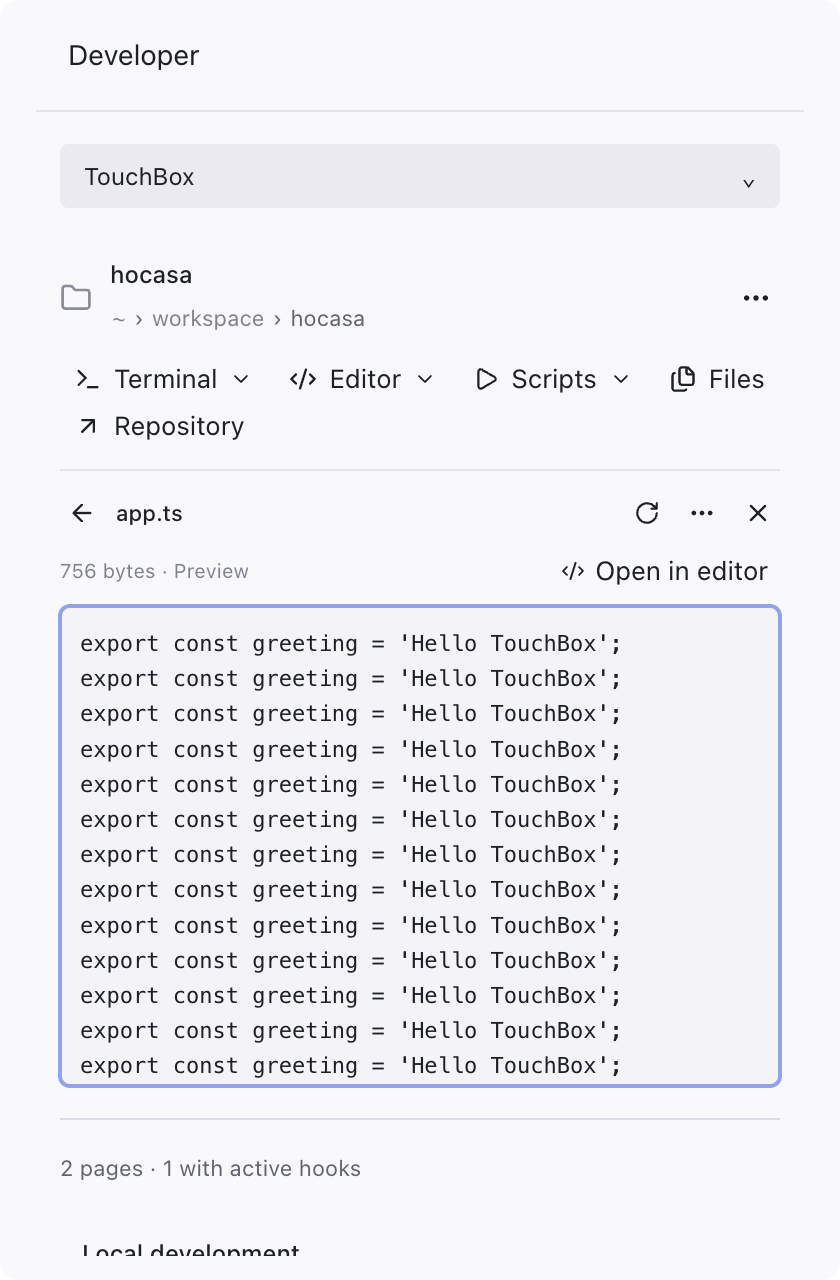 Developer
TouchBox
hocasa
~ › workspace › hocasa
Terminal Editor Scripts Files
Repository
app.ts
756 bytes · Preview </> Open in editor
export const greeting = 'Hello TouchBox';
export const greeting = 'Hello TouchBox';
export const greeting = 'Hello TouchBox';
export const greeting = 'Hello TouchBox';
export const greeting = 'Hello TouchBox';
export const greeting = 'Hello TouchBox';
export const greeting = 'Hello TouchBox';
export const greeting = 'Hello TouchBox';
export const greeting = 'Hello TouchBox';
export const greeting = 'Hello TouchBox';
export const greeting = 'Hello TouchBox';
export const greeting = 'Hello TouchBox';
export const greeting = 'Hello TouchBox';
2 pages · 1 with active hooks
Local development